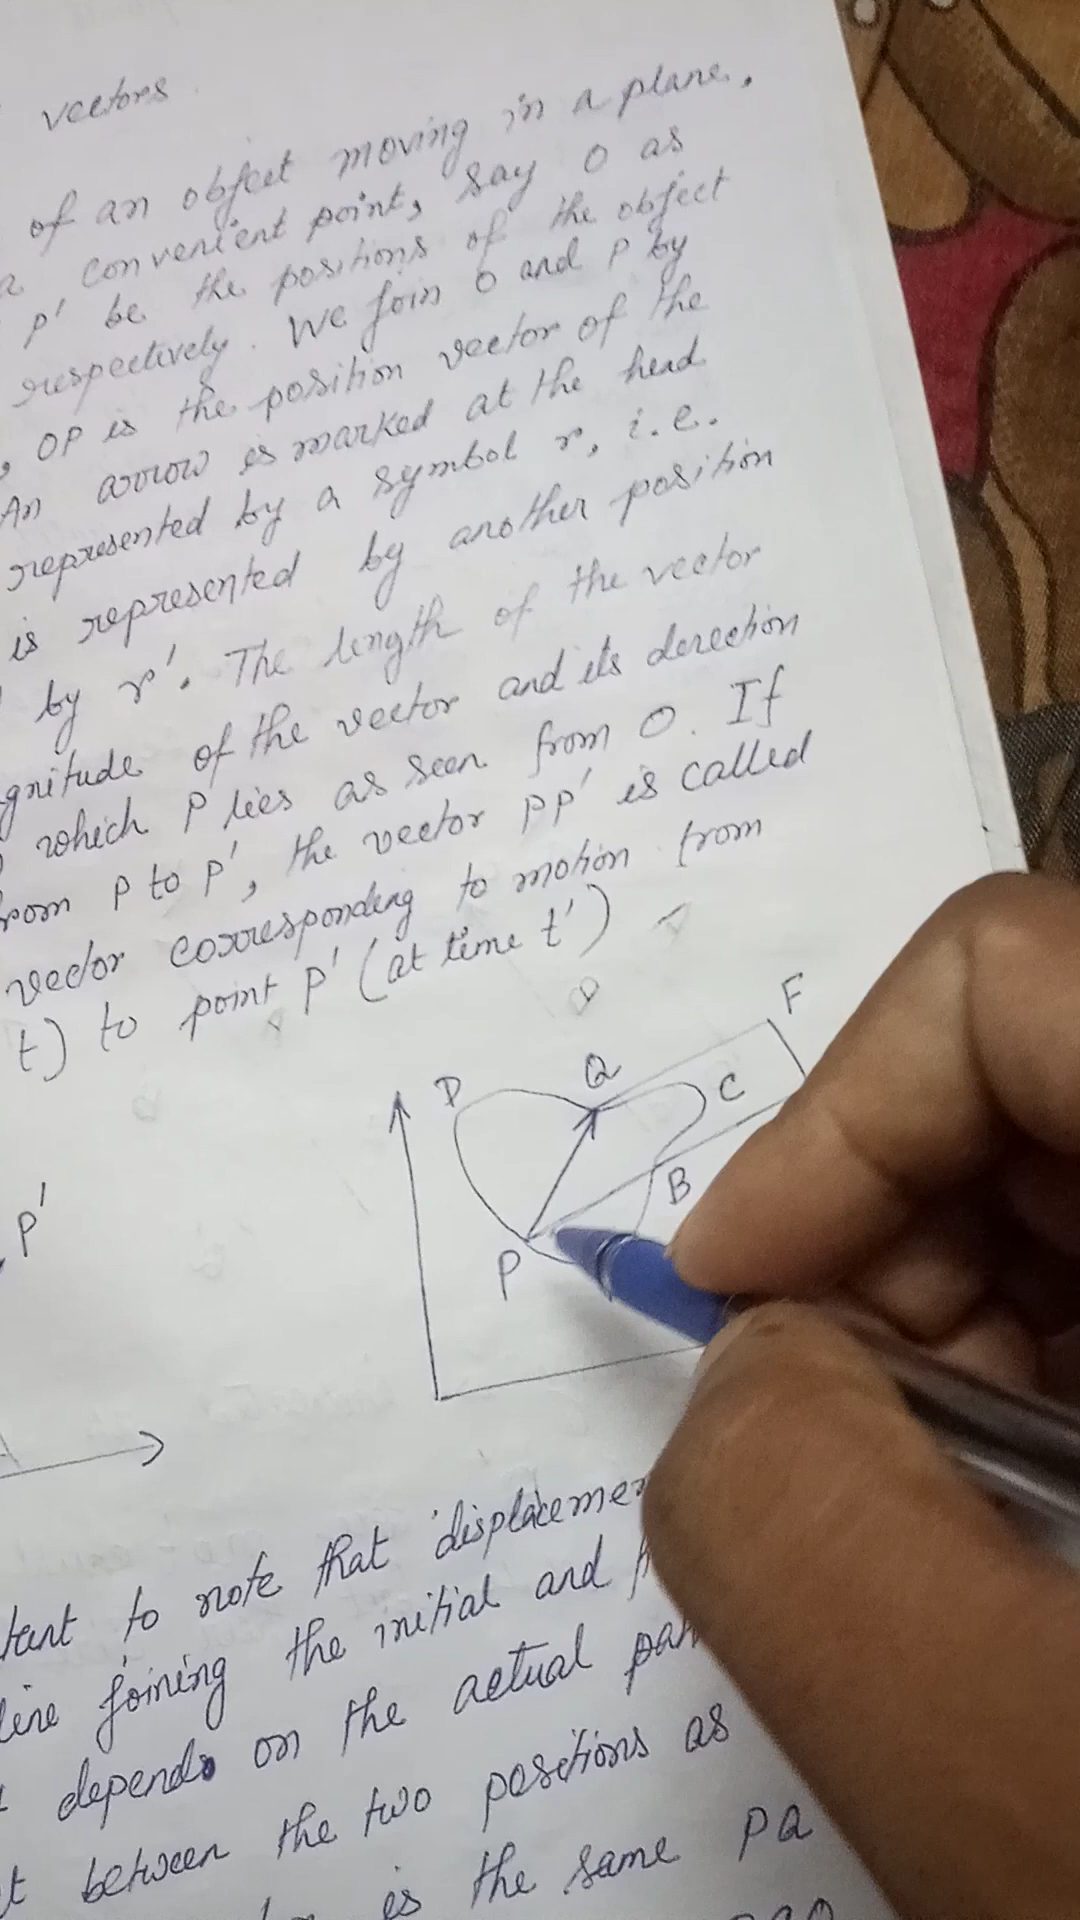 vectors
of an object moving in a plane.
a convenient point, say O as
P' be the positions of the object
respectively. We join O and P by
, OP is the position vector of the
An arrow is marked at the head
represented by a symbol r, i.e.
is represented by another position
by r'. The length of the vector
gnitude of the vector and its direction
which P lies as seen from O. If
rom P to P', the vector PP' is called
vector corresponding to motion from
t) to point P' (at time t')
F
D
Q
C
B
P
P'
tant to note that displacemen
line joining the initial and
depends on the actual pat
t between the two positions as
is the same PQ